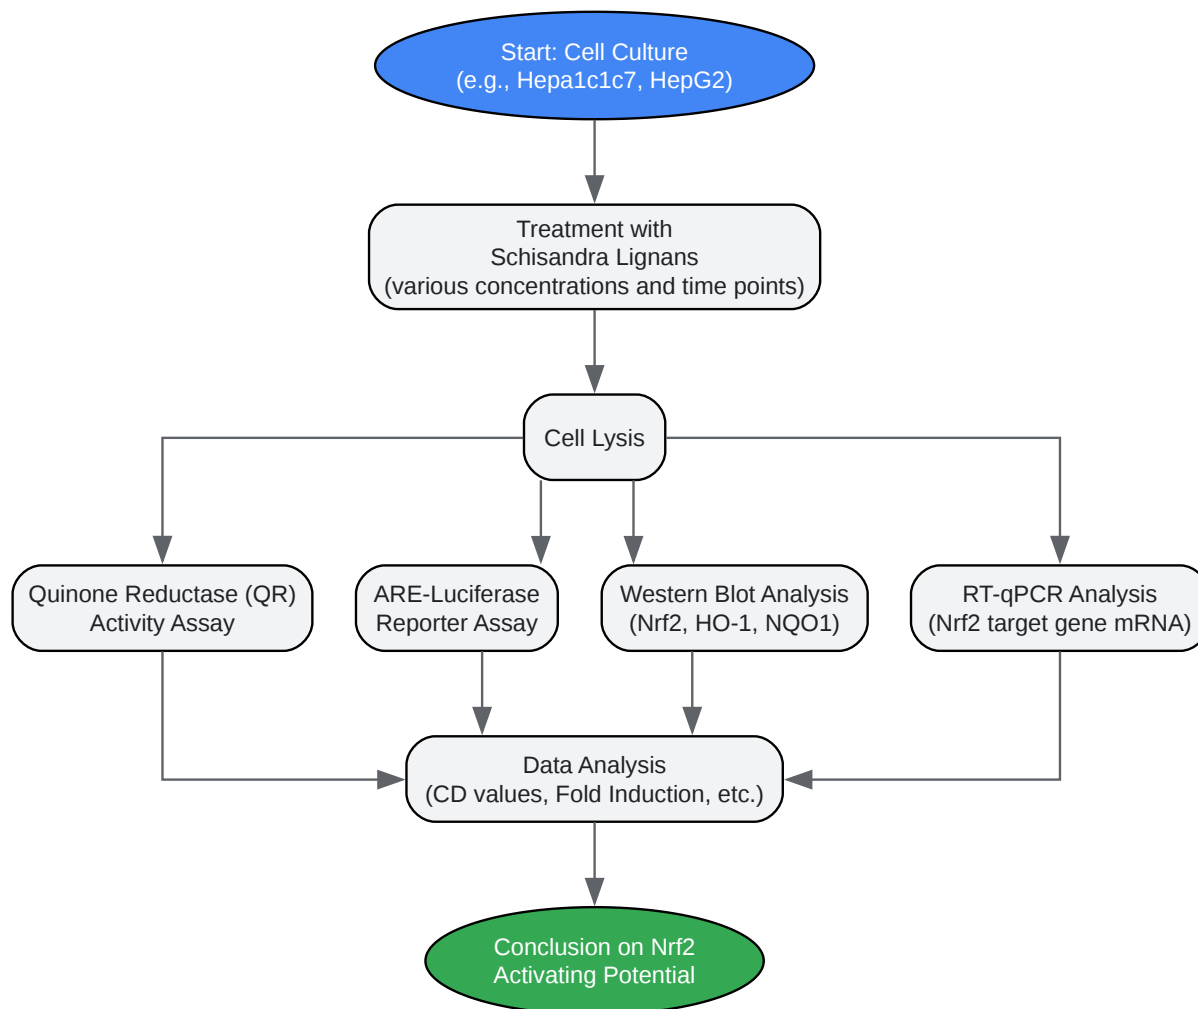 Start: Cell Culture
(e.g., Hepa1c1c7, HepG2)
Treatment with
Schisandra Lignans
(various concentrations and time points)
Cell Lysis
Quinone Reductase (QR)
Activity Assay
ARE-Luciferase
Reporter Assay
Western Blot Analysis
(Nrf2, HO-1, NQO1)
RT-qPCR Analysis
(Nrf2 target gene mRNA)
Data Analysis
(CD values, Fold Induction, etc.)
Conclusion on Nrf2
Activating Potential